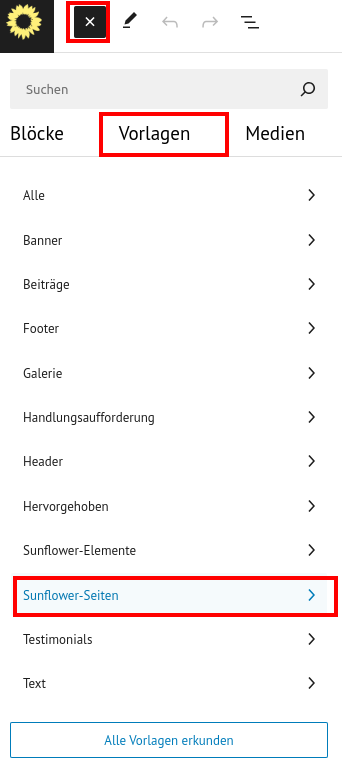 Suchen
Blöcke Vorlagen Medien
Alle
Banner
Beiträge
Footer
Galerie
Handlungsaufforderung
Header
Hervorgehoben
Sunflower-Elemente
Sunflower-Seiten
Testimonials
Text
Alle Vorlagen erkunden